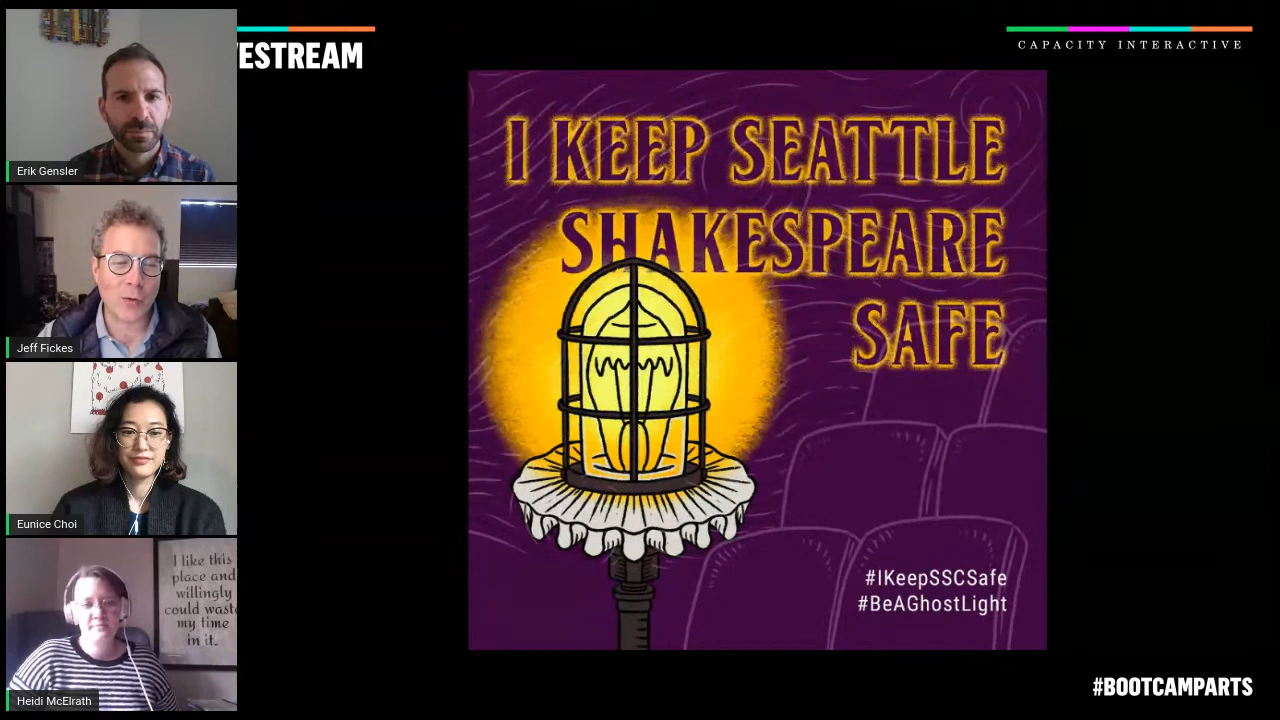 VESTREAM
CAPACITY INTERACTIVE
I KEEP SEATTLE
SHAKESPEARE
SAFE
#IKeepSSCSafe
#BeAGhostLight
#BOOTCAMPARTS
Erik Gensler
Jeff Fickes
Eunice Choi
I like this
place and
willingly
could waste
my time
in it.
Heidi McElrath